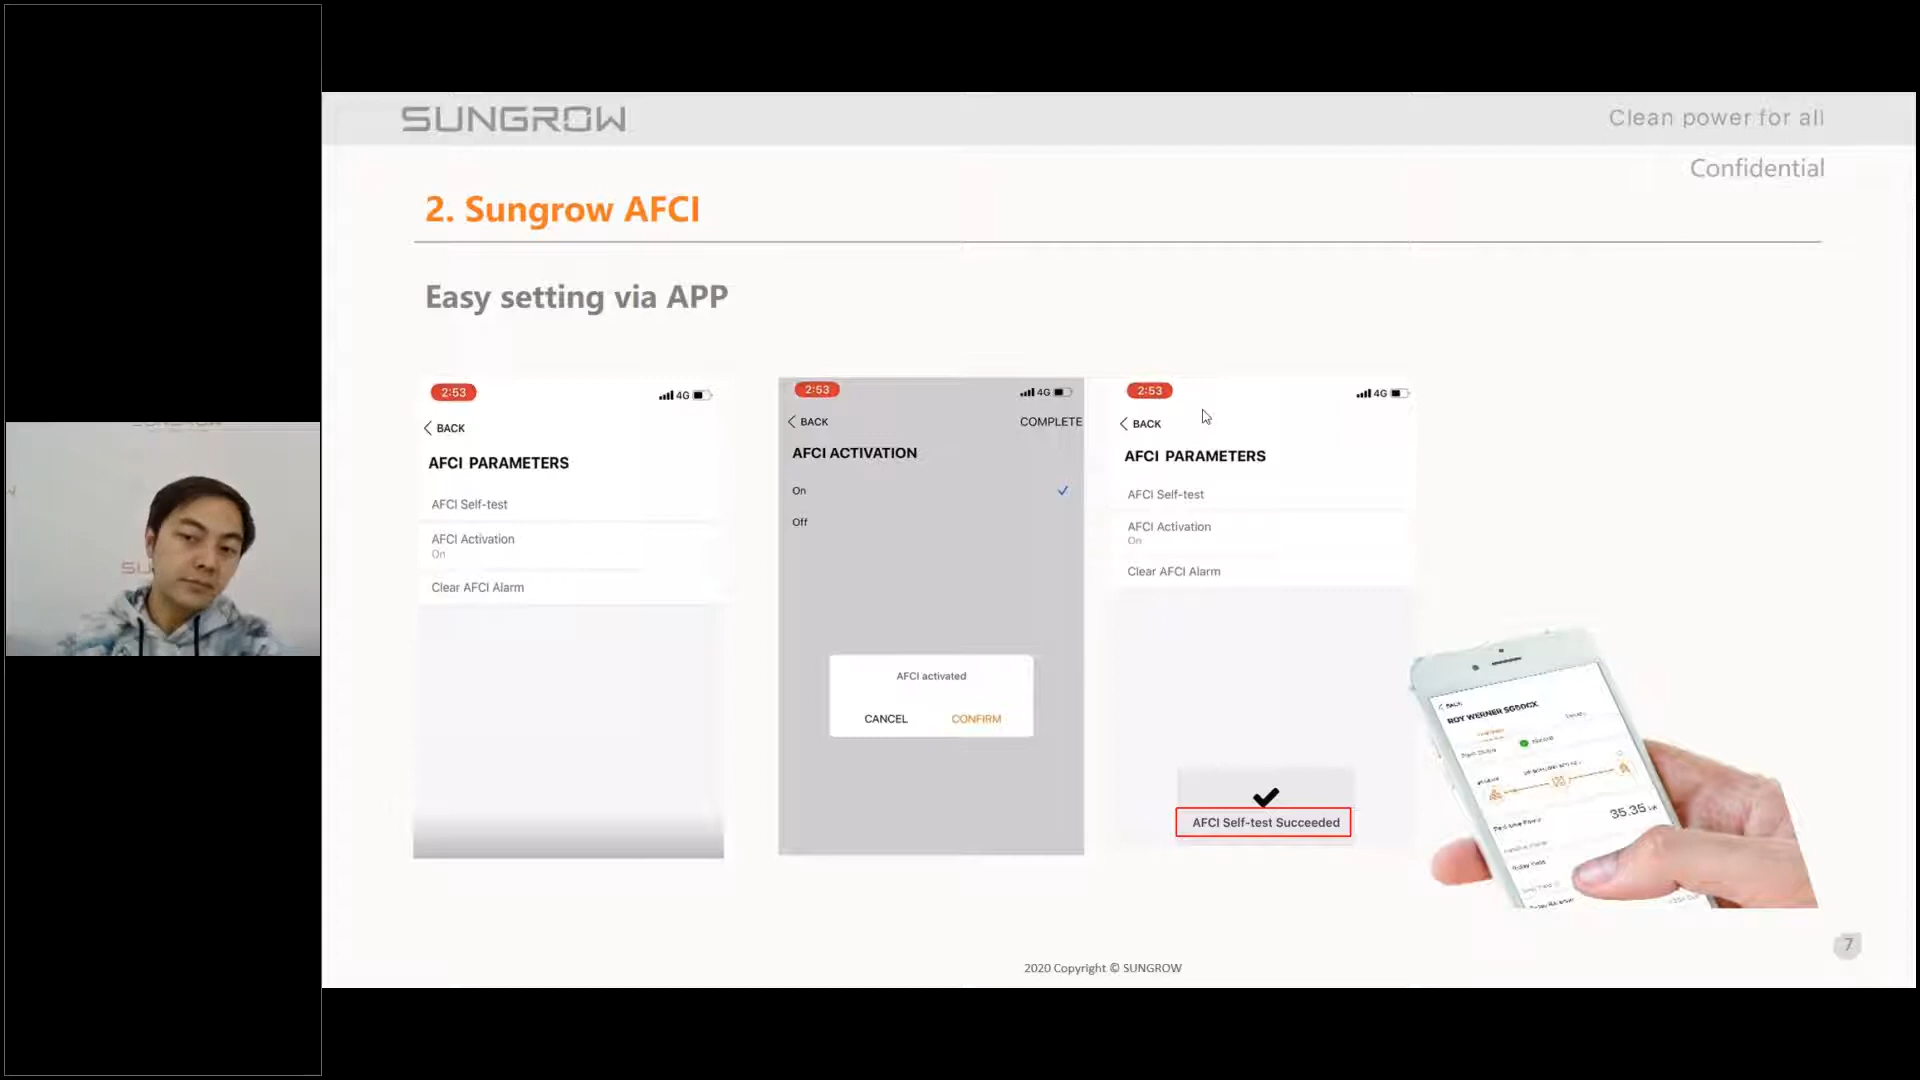 SUNGROW
Clean power for all
Confidential
2. Sungrow AFCI
Easy setting via APP
2:53
4G
BACK
AFCI PARAMETERS
AFCI Self-test
AFCI Activation
On
Clear AFCI Alarm
2:53
4G
BACK
COMPLETE
AFCI ACTIVATION
On
Off
AFCI activated
CANCEL
CONFIRM
2:53
4G
BACK
AFCI PARAMETERS
AFCI Self-test
AFCI Activation
On
Clear AFCI Alarm
AFCI Self-test Succeeded
BACK
ROY WERNER
35.35
2020 Copyright © SUNGROW
7